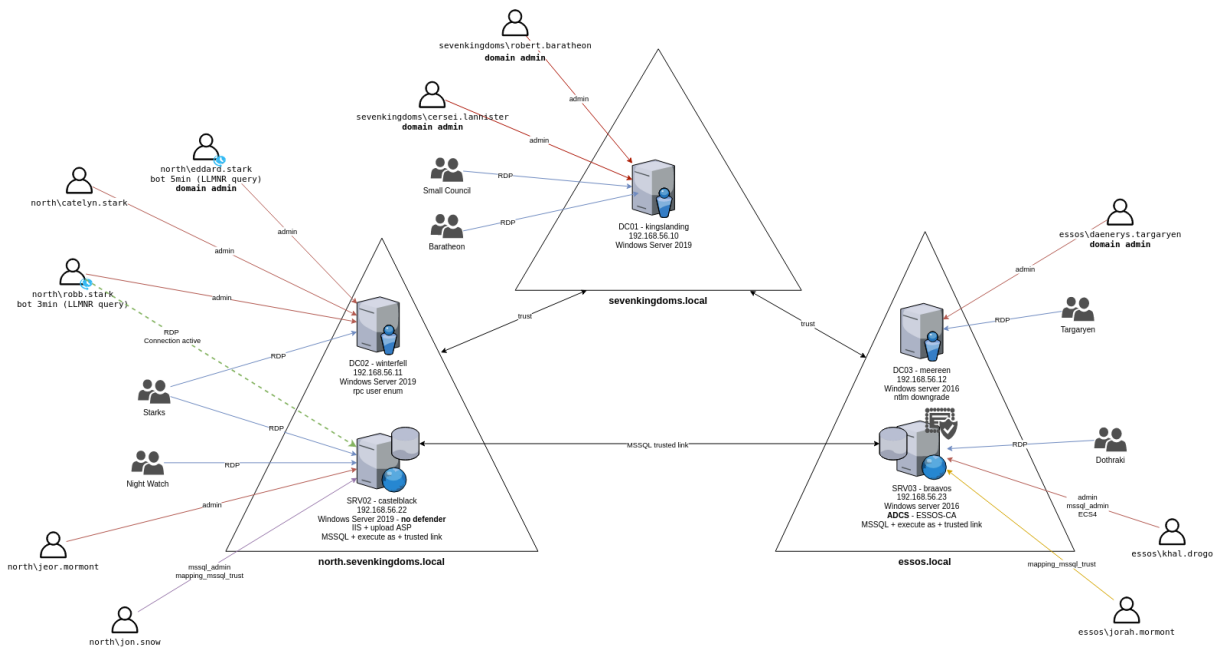 sevenkingdoms\robert.baratheon
domain admin
admin
sevenkingdoms\cersei.lannister
domain admin
admin
Small Council
RDP
Baratheon
RDP
DC01 - kingslanding
192.168.56.10
Windows Server 2019
sevenkingdoms.local
trust
trust
north\eddard.stark
bot 5min (LLMNR query)
domain admin
admin
north\catelyn.stark
admin
north\robb.stark
bot 3min (LLMNR query)
admin
RDP
Connection active
Starks
RDP
RDP
DC02 - winterfell
192.168.56.11
Windows Server 2019
rpc user enum
Night Watch
RDP
north\jeor.mormont
admin
north\jon.snow
mssql_admin
mapping_mssql_trust
SRV02 - castelblack
192.168.56.22
Windows Server 2019 - no defender
IIS + upload ASP
MSSQL + execute as + trusted link
north.sevenkingdoms.local
MSSQL trusted link
essos\daenerys.targaryen
domain admin
admin
Targaryen
RDP
DC03 - meereen
192.168.56.12
Windows server 2016
ntlm downgrade
Dothraki
RDP
SRV03 - braavos
192.168.56.23
Windows server 2016
ADCS - ESSOS-CA
MSSQL + execute as + trusted link
admin
mssql_admin
ECS4
essos\khal.drogo
mapping_mssql_trust
essos\jorah.mormont
essos.local